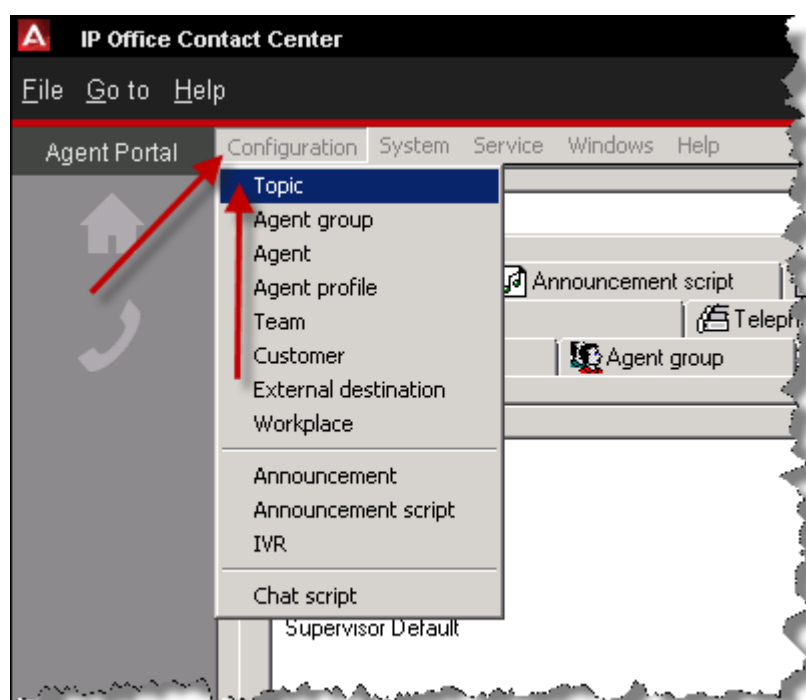 IP Office Contact Center
File Go to Help
Agent Portal
Configuration System Service Windows Help
Topic
Agent group
Agent
Agent profile
Team
Customer
External destination
Workplace
Announcement
Announcement script
IVR
Chat script
Announcement script
Agent group
Supervisor Default